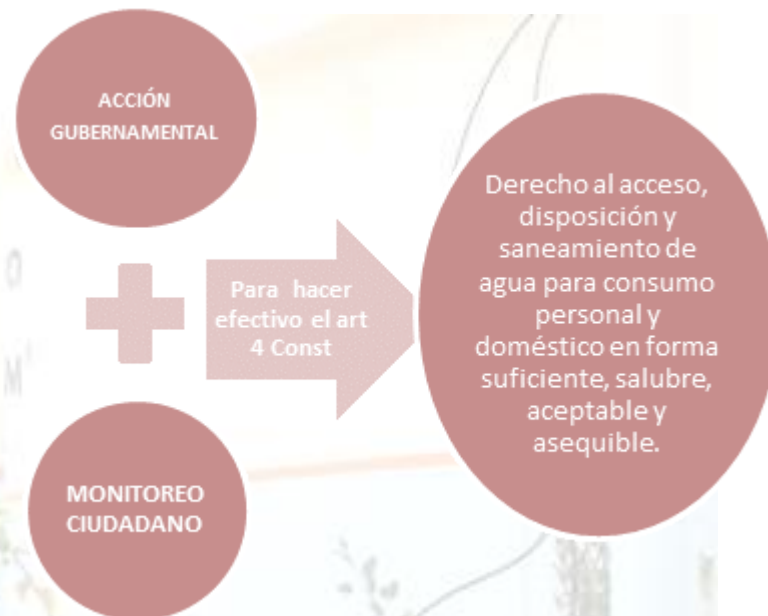 ACCIÓN
GUBERNAMENTAL
MONITOREO
CIUDADANO
Para hacer
efectivo el art
4 Const
Derecho al acceso,
disposición y
saneamiento de
agua para consumo
personal y
doméstico en forma
suficiente, salubre,
aceptable y
asequible.